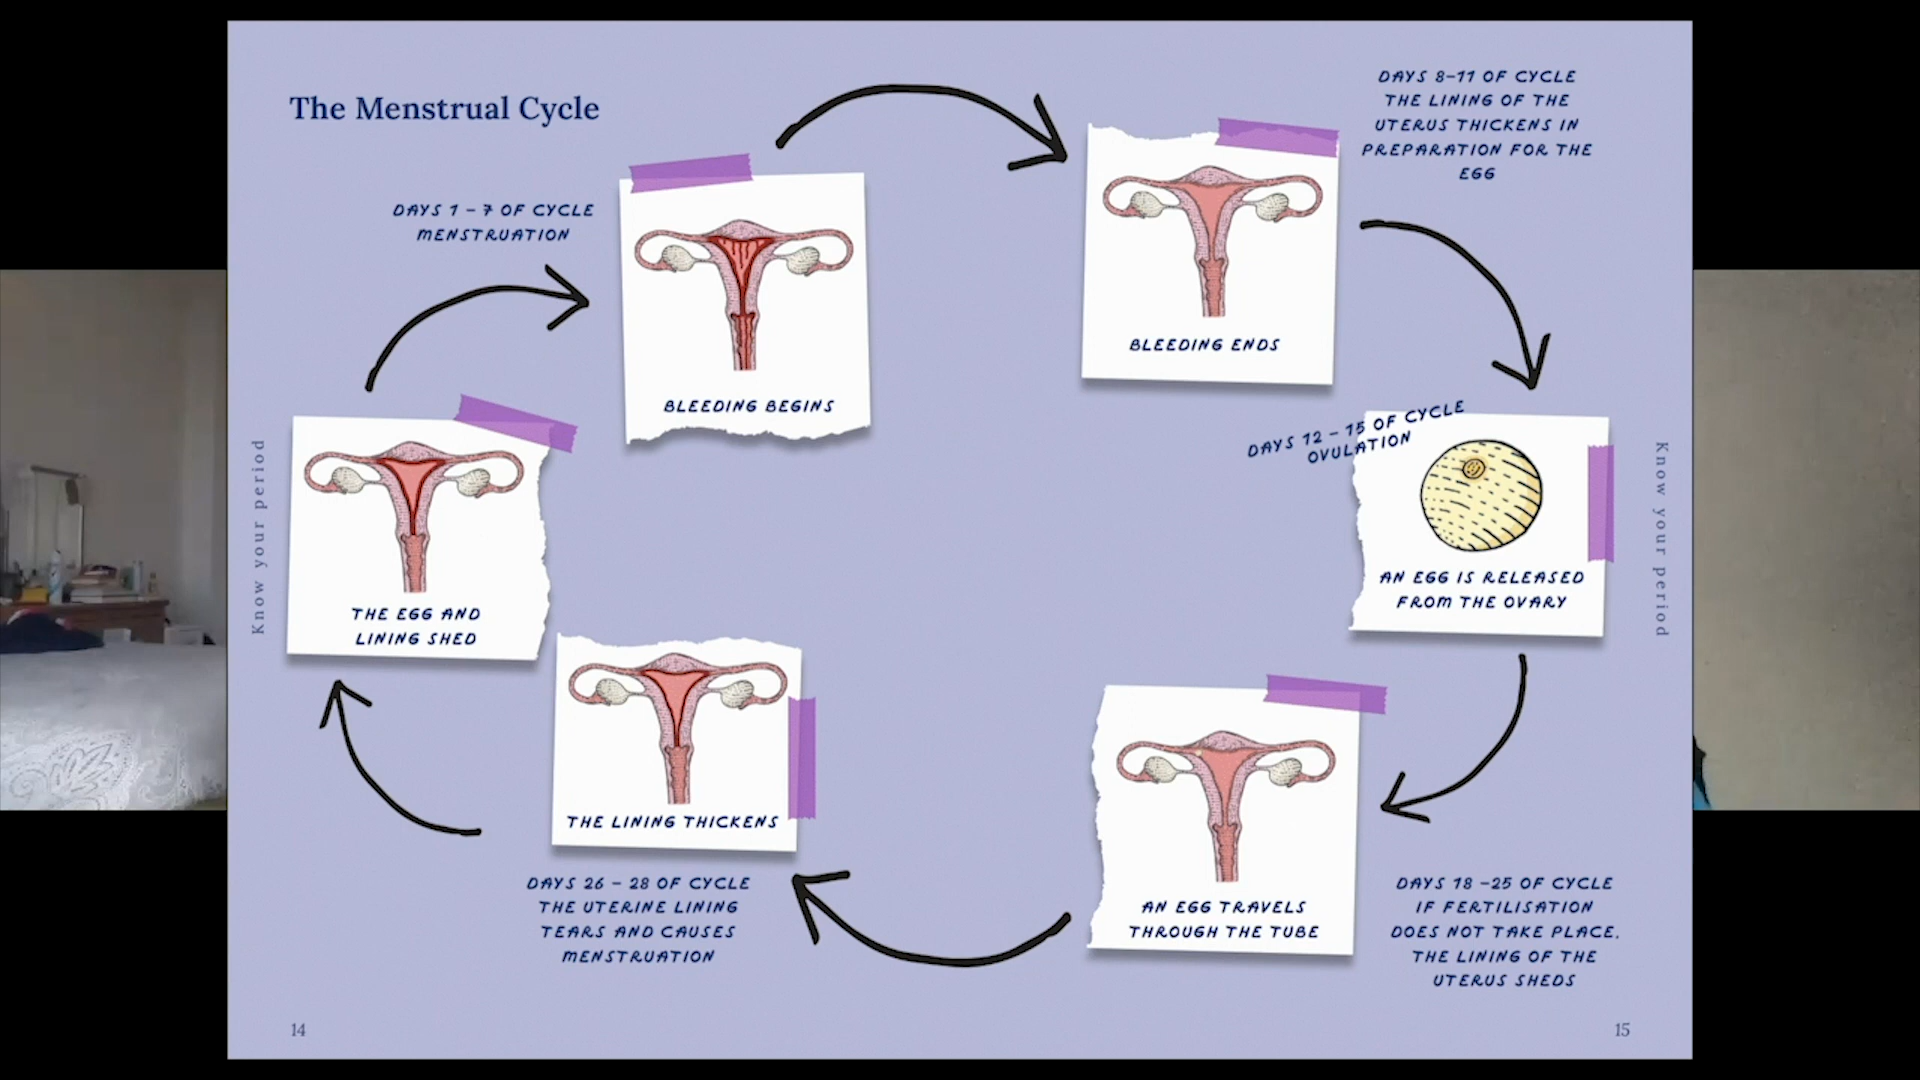 The Menstrual Cycle
DAYS 1 – 7 OF CYCLE
MENSTRUATION
BLEEDING BEGINS
DAYS 8–11 OF CYCLE
THE LINING OF THE
UTERUS THICKENS IN
PREPARATION FOR THE
EGG
BLEEDING ENDS
DAYS 12 – 15 OF CYCLE
OVULATION
AN EGG IS RELEASED
FROM THE OVARY
AN EGG TRAVELS
THROUGH THE TUBE
DAYS 18 –25 OF CYCLE
IF FERTILISATION
DOES NOT TAKE PLACE.
THE LINING OF THE
UTERUS SHEDS
THE LINING THICKENS
DAYS 26 – 28 OF CYCLE
THE UTERINE LINING
TEARS AND CAUSES
MENSTRUATION
THE EGG AND
LINING SHED
Know your period
Know your period
14
15